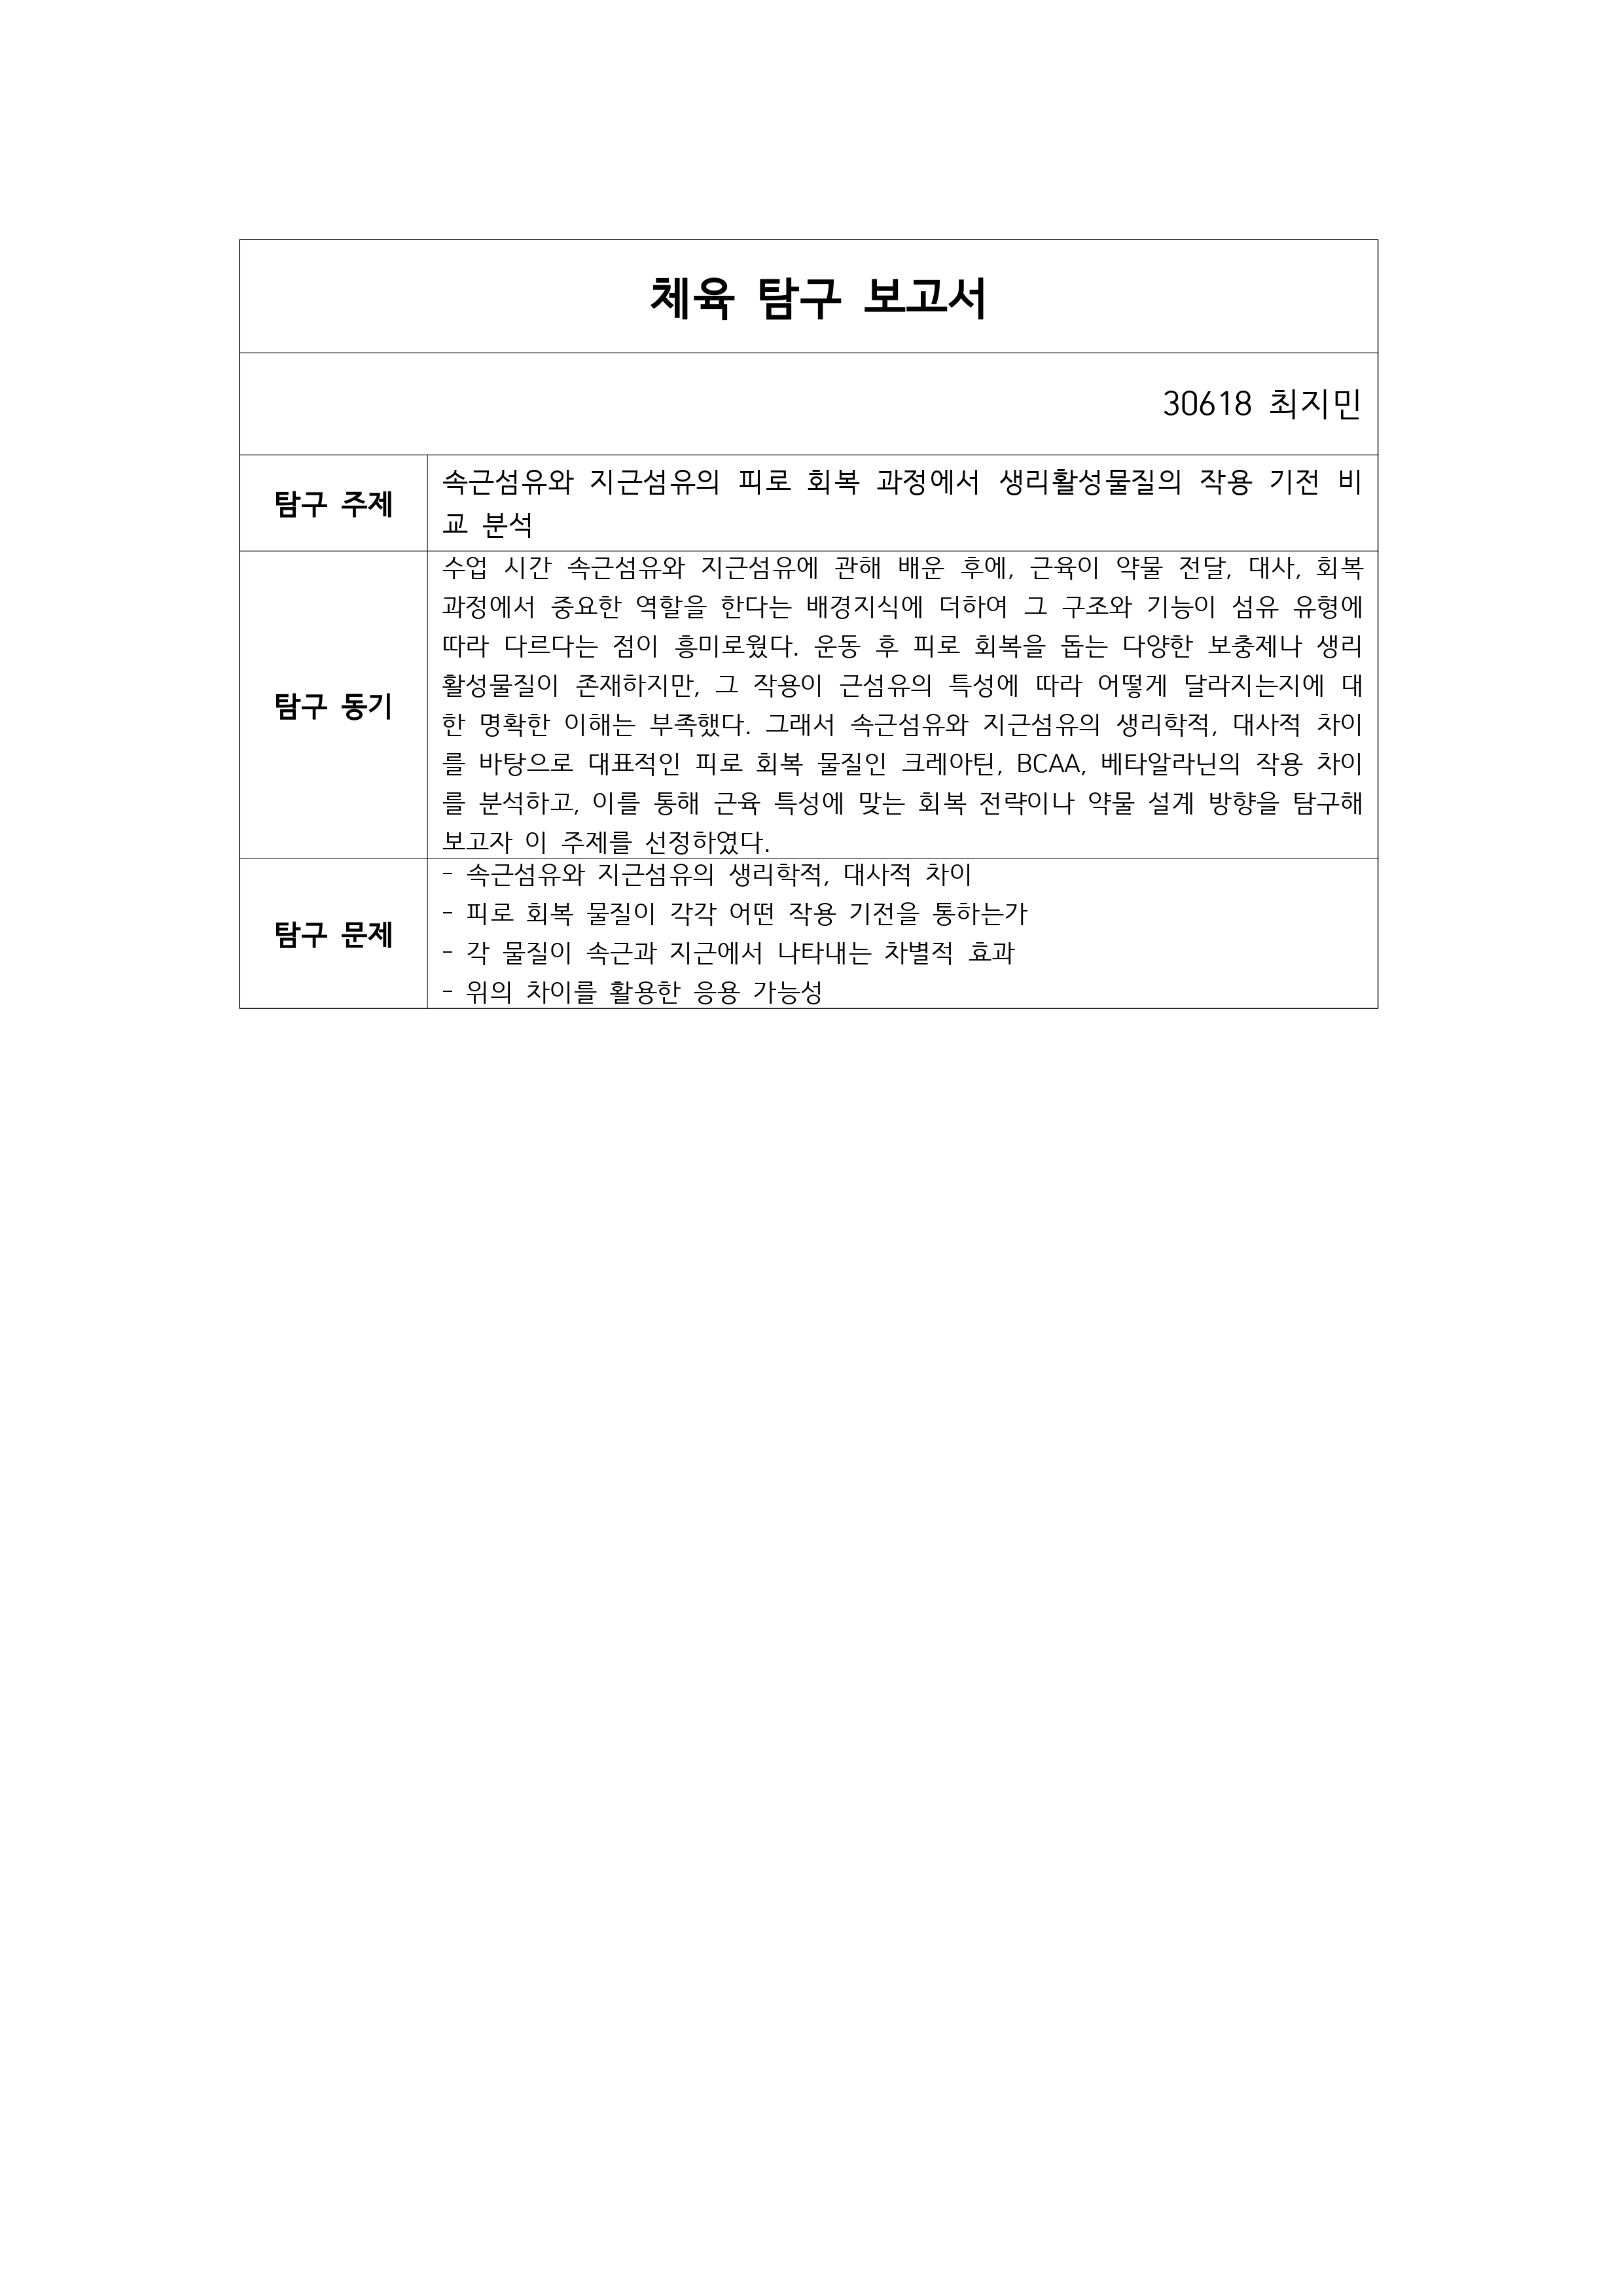 체육 탐구 보고서
30618 최지민
탐구 주제
속근섬유와 지근섬유의 피로 회복 과정에서 생리활성물질의 작용 기전 비
교 분석
탐구 동기
수업 시간 속근섬유와 지근섬유에 관해 배운 후에, 근육이 약물 전달, 대사, 회복
과정에서 중요한 역할을 한다는 배경지식에 더하여 그 구조와 기능이 섬유 유형에
따라 다르다는 점이 흥미로웠다. 운동 후 피로 회복을 돕는 다양한 보충제나 생리
활성물질이 존재하지만, 그 작용이 근섬유의 특성에 따라 어떻게 달라지는지에 대
한 명확한 이해는 부족했다. 그래서 속근섬유와 지근섬유의 생리학적, 대사적 차이
를 바탕으로 대표적인 피로 회복 물질인 크레아틴, BCAA, 베타알라닌의 작용 차이
를 분석하고, 이를 통해 근육 특성에 맞는 회복 전략이나 약물 설계 방향을 탐구해
보고자 이 주제를 선정하였다.
탐구 문제
- 속근섬유와 지근섬유의 생리학적, 대사적 차이
- 피로 회복 물질이 각각 어떤 작용 기전을 통하는가
- 각 물질이 속근과 지근에서 나타내는 차별적 효과
- 위의 차이를 활용한 응용 가능성